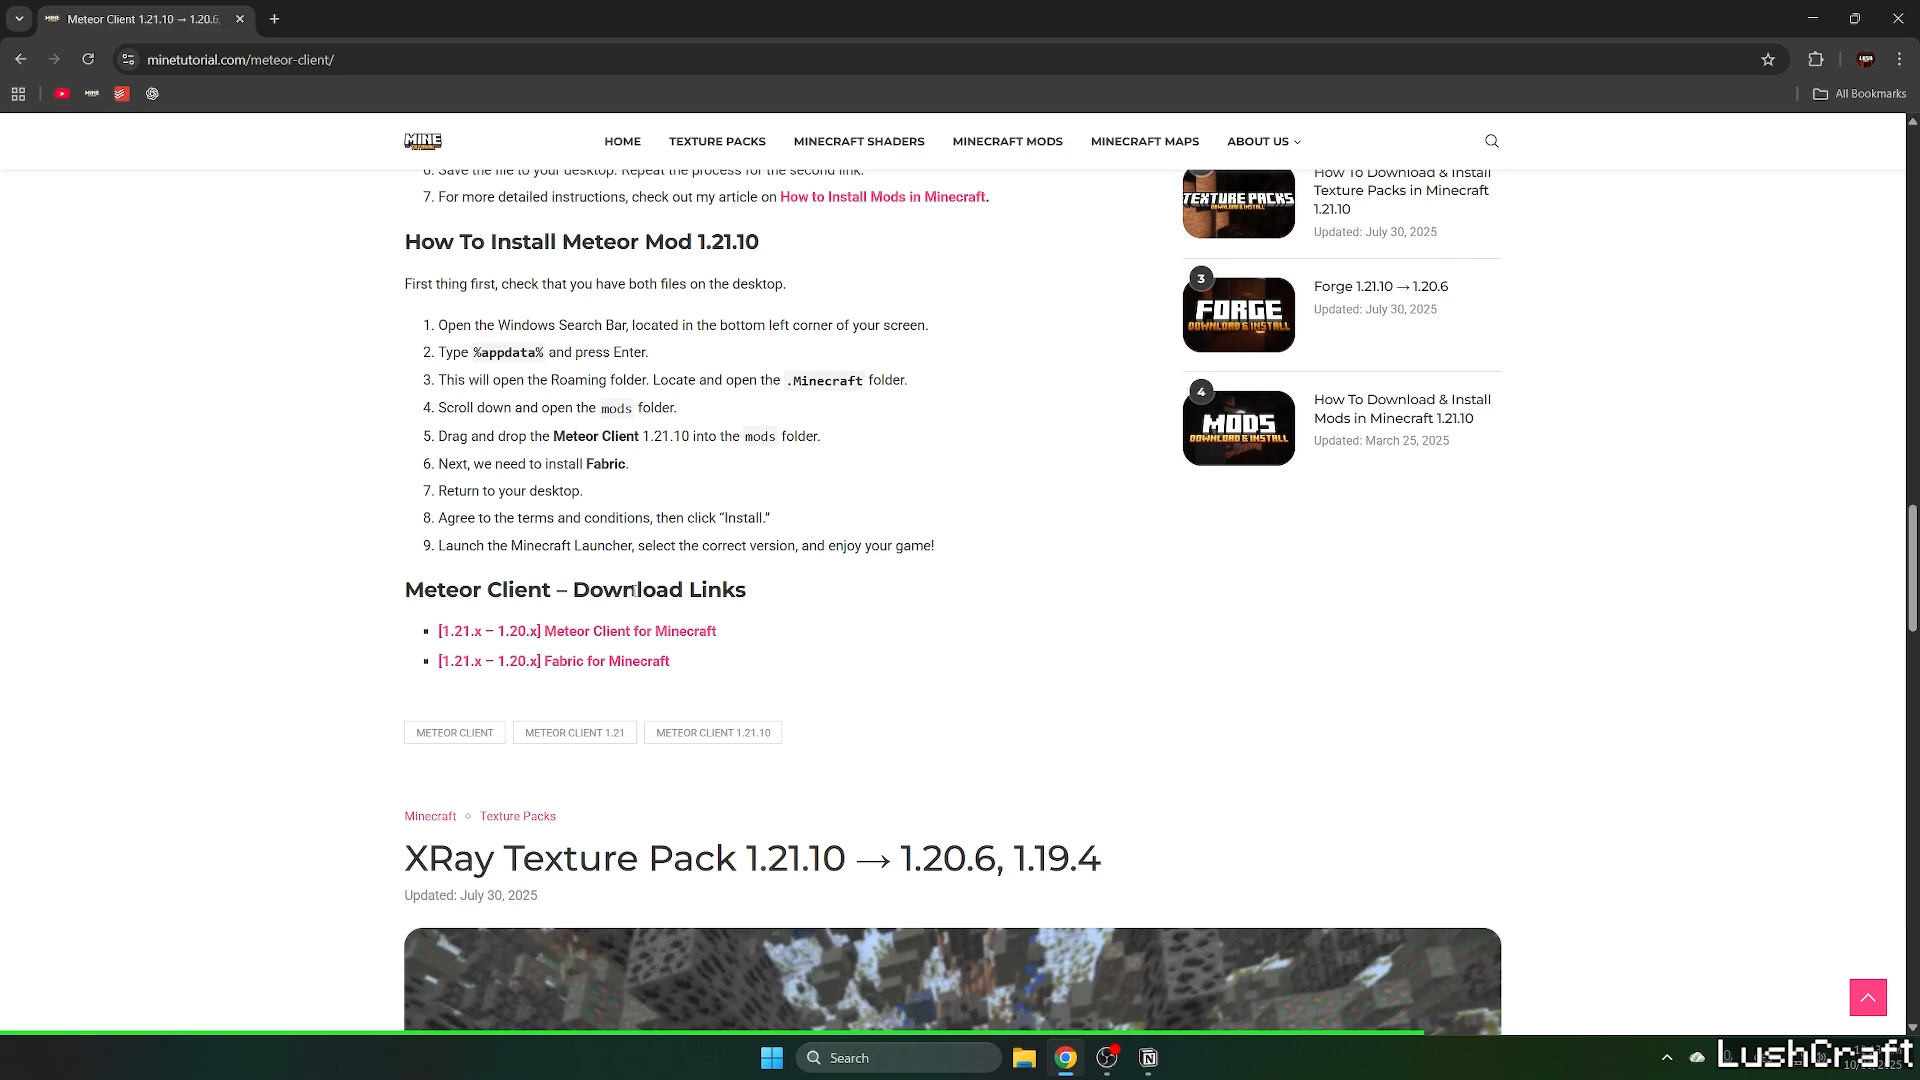 Meteor Client 1.21.10 → 1.20.6,
minetutorial.com/meteor-client/
All Bookmarks
MINE
HOME
TEXTURE PACKS
MINECRAFT SHADERS
MINECRAFT MODS
MINECRAFT MAPS
ABOUT US
6. Save the file to your desktop. Repeat the process for the second link.
7. For more detailed instructions, check out my article on How to Install Mods in Minecraft.
How To Install Meteor Mod 1.21.10
First thing first, check that you have both files on the desktop.
1. Open the Windows Search Bar, located in the bottom left corner of your screen.
2. Type %appdata% and press Enter.
3. This will open the Roaming folder. Locate and open the .Minecraft folder.
4. Scroll down and open the mods folder.
5. Drag and drop the Meteor Client 1.21.10 into the mods folder.
6. Next, we need to install Fabric.
7. Return to your desktop.
8. Agree to the terms and conditions, then click “Install.”
9. Launch the Minecraft Launcher, select the correct version, and enjoy your game!
Meteor Client – Download Links
[1.21.x – 1.20.x] Meteor Client for Minecraft
[1.21.x – 1.20.x] Fabric for Minecraft
METEOR CLIENT
METEOR CLIENT 1.21
METEOR CLIENT 1.21.10
Minecraft
Texture Packs
XRay Texture Pack 1.21.10 → 1.20.6, 1.19.4
Updated: July 30, 2025
TEXTURE PACKS
DOWNLOAD & INSTALL
How To Download & Install
Texture Packs in Minecraft
1.21.10
Updated: July 30, 2025
3
FORGE
DOWNLOAD & INSTALL
Forge 1.21.10 → 1.20.6
Updated: July 30, 2025
4
MODS
DOWNLOAD & INSTALL
How To Download & Install
Mods in Minecraft 1.21.10
Updated: March 25, 2025
Search
LushCraft